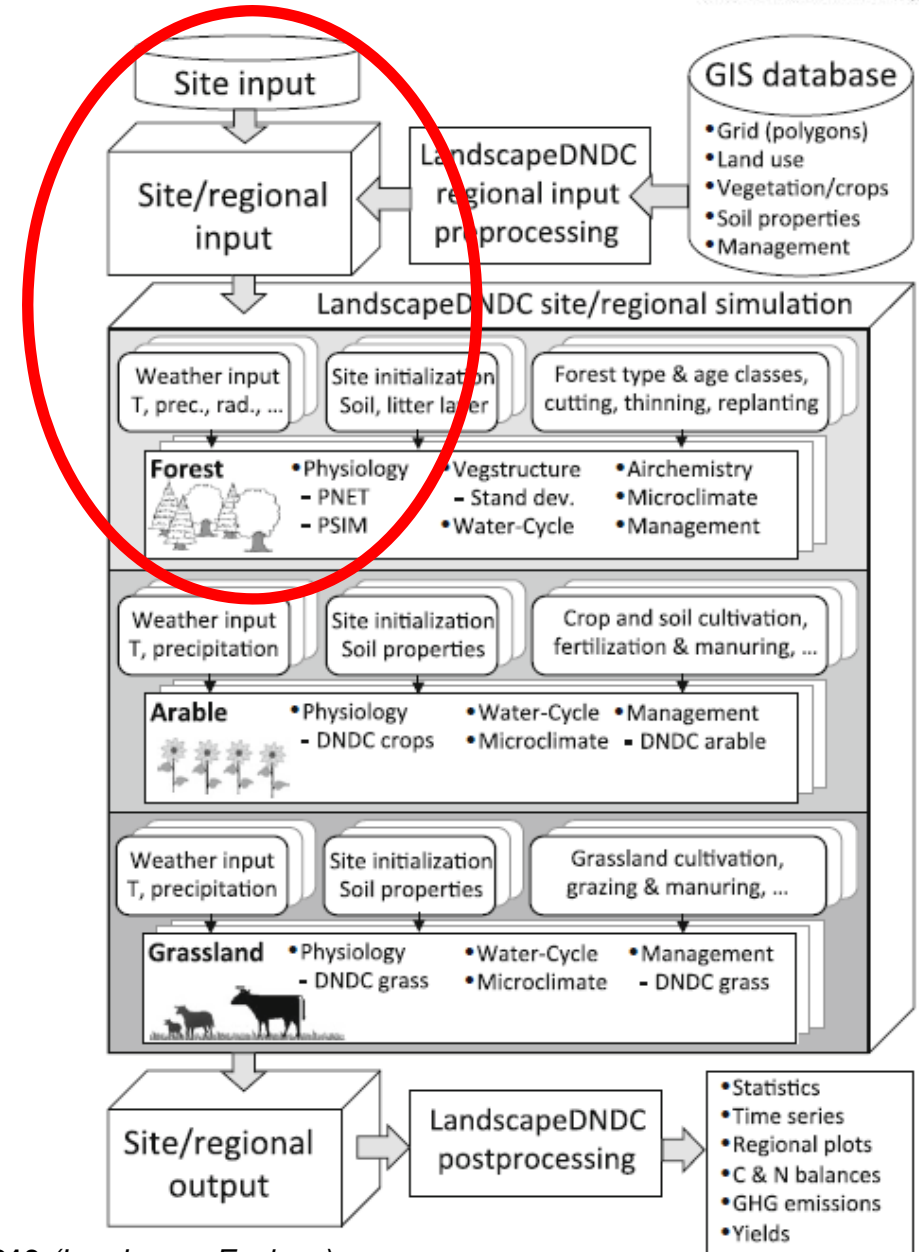 Site input
GIS database
•Grid (polygons)
•Land use
•Vegetation/crops
•Soil properties
•Management
LandscapeDNDC
regional input
preprocessing
Site/regional
input
LandscapeDNDC site/regional simulation
Weather input
T, prec., rad., ...
Site initialization
Soil, litter layer
Forest type & age classes,
cutting, thinning, replanting
Forest
•Physiology
- PNET
- PSIM
•Vegstructure
- Stand dev.
•Water-Cycle
•Airchemistry
•Microclimate
•Management
Weather input
T, precipitation
Site initialization
Soil properties
Crop and soil cultivation,
fertilization & manuring, ...
Arable
•Physiology
- DNDC crops
•Water-Cycle
•Microclimate
•Management
- DNDC arable
Weather input
T, precipitation
Site initialization
Soil properties
Grassland cultivation,
grazing & manuring, ...
Grassland
•Physiology
- DNDC grass
•Water-Cycle
•Microclimate
•Management
- DNDC grass
Site/regional
output
LandscapeDNDC
postprocessing
•Statistics
•Time series
•Regional plots
•C & N balances
•GHG emissions
•Yields